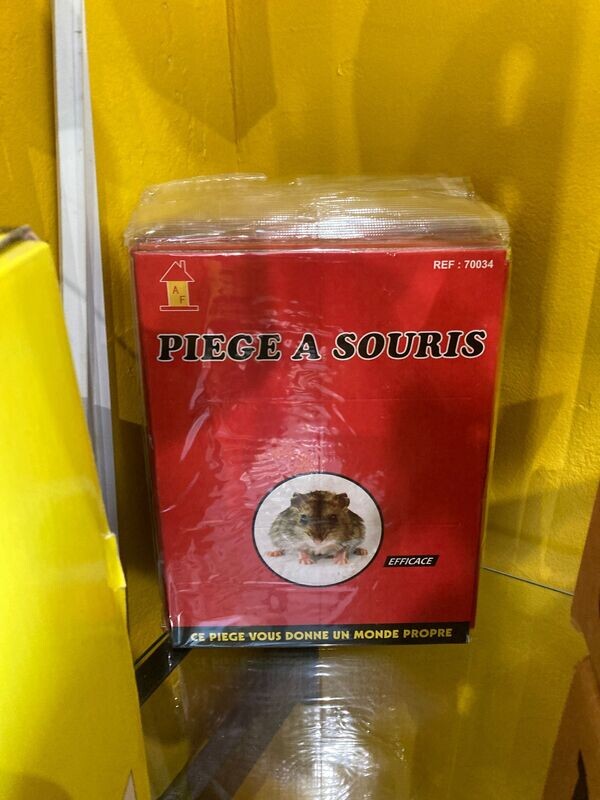 REF : 70034
A
F
PIEGE A SOURIS
EFFICACE
CE PIEGE VOUS DONNE UN MONDE PROPRE